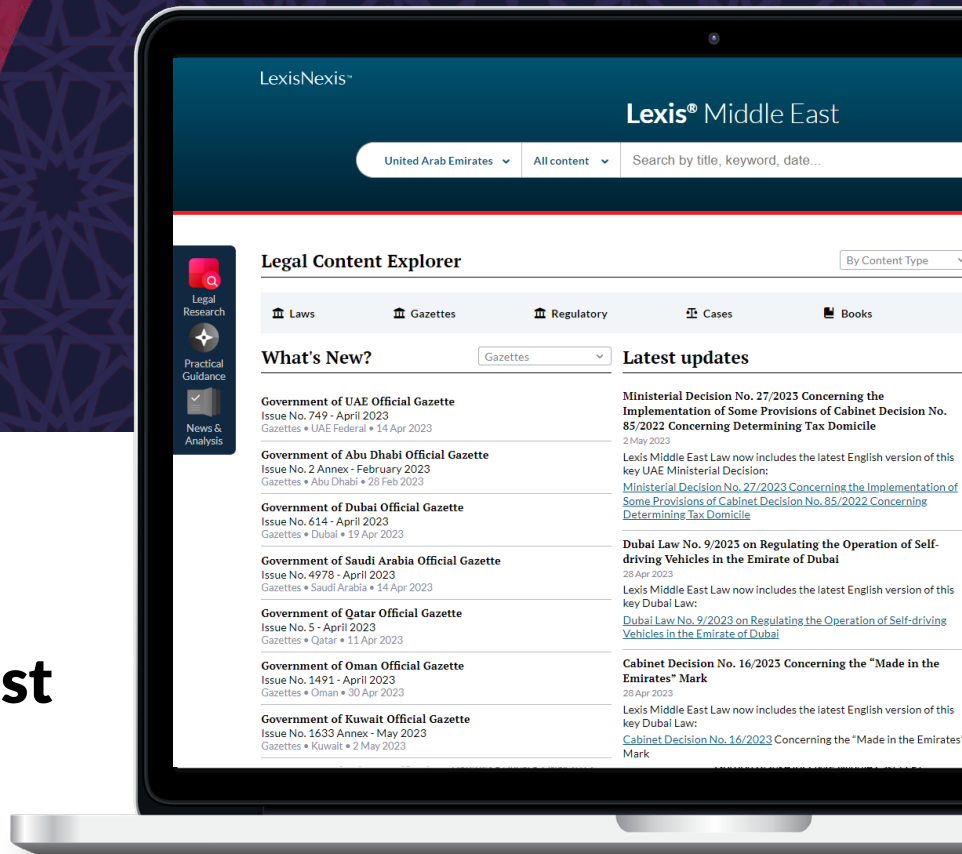 LexisNexis™
Lexis® Middle East
United Arab Emirates
All content
Search by title, keyword, date...
Legal Research
Practical Guidance
News & Analysis
Legal Content Explorer
By Content Type
Laws
Gazettes
Regulatory
Cases
Books
What's New?
Gazettes
Government of UAE Official Gazette
Issue No. 749 - April 2023
Gazettes • UAE Federal • 14 Apr 2023
Government of Abu Dhabi Official Gazette
Issue No. 2 Annex - February 2023
Gazettes • Abu Dhabi • 28 Feb 2023
Government of Dubai Official Gazette
Issue No. 614 - April 2023
Gazettes • Dubai • 19 Apr 2023
Government of Saudi Arabia Official Gazette
Issue No. 4978 - April 2023
Gazettes • Saudi Arabia • 14 Apr 2023
Government of Qatar Official Gazette
Issue No. 5 - April 2023
Gazettes • Qatar • 11 Apr 2023
Government of Oman Official Gazette
Issue No. 1491 - April 2023
Gazettes • Oman • 30 Apr 2023
Government of Kuwait Official Gazette
Issue No. 1633 Annex - May 2023
Gazettes • Kuwait • 2 May 2023
Latest updates
Ministerial Decision No. 27/2023 Concerning the
Implementation of Some Provisions of Cabinet Decision No.
85/2022 Concerning Determining Tax Domicile
2 May 2023
Lexis Middle East Law now includes the latest English version of this
key UAE Ministerial Decision:
Ministerial Decision No. 27/2023 Concerning the Implementation of
Some Provisions of Cabinet Decision No. 85/2022 Concerning
Determining Tax Domicile
Dubai Law No. 9/2023 on Regulating the Operation of Self-
driving Vehicles in the Emirate of Dubai
28 Apr 2023
Lexis Middle East Law now includes the latest English version of this
key Dubai Law:
Dubai Law No. 9/2023 on Regulating the Operation of Self-driving
Vehicles in the Emirate of Dubai
Cabinet Decision No. 16/2023 Concerning the “Made in the
Emirates” Mark
28 Apr 2023
Lexis Middle East Law now includes the latest English version of this
key Dubai Law:
Cabinet Decision No. 16/2023 Concerning the “Made in the Emirates”
Mark
st